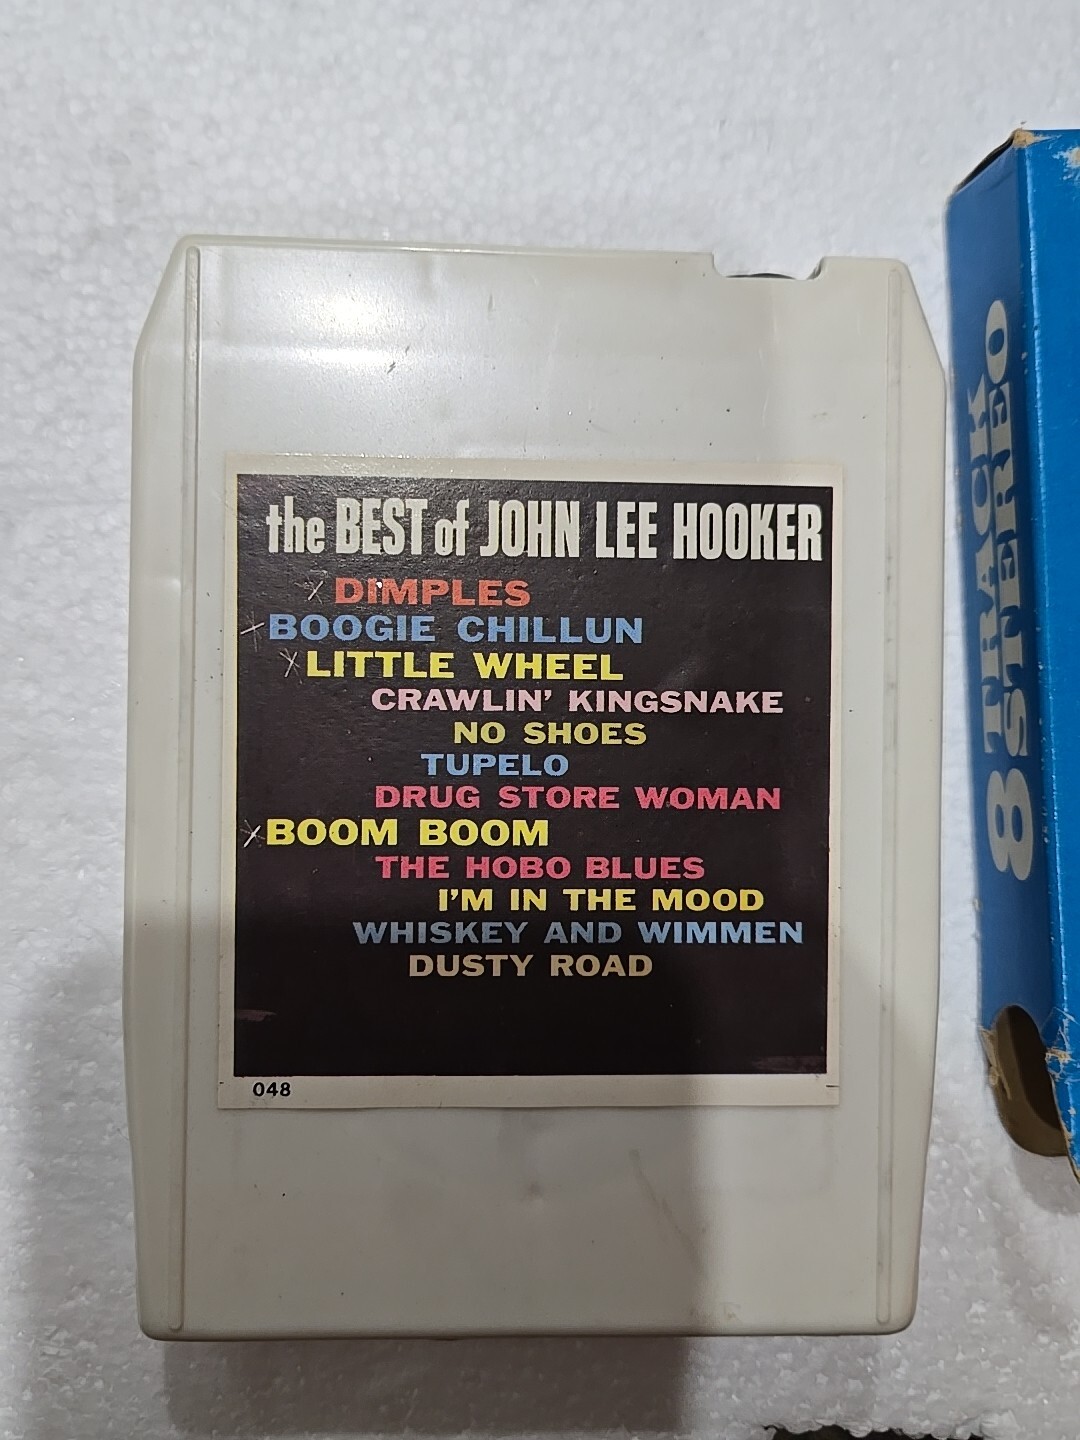 the BEST of JOHN LEE HOOKER
x DIMPLES
x BOOGIE CHILLUN
x LITTLE WHEEL
CRAWLIN' KINGSNAKE
NO SHOES
TUPELO
DRUG STORE WOMAN
x BOOM BOOM
THE HOBO BLUES
I'M IN THE MOOD
WHISKEY AND WIMMEN
DUSTY ROAD
048
8 TRACK
STEREO